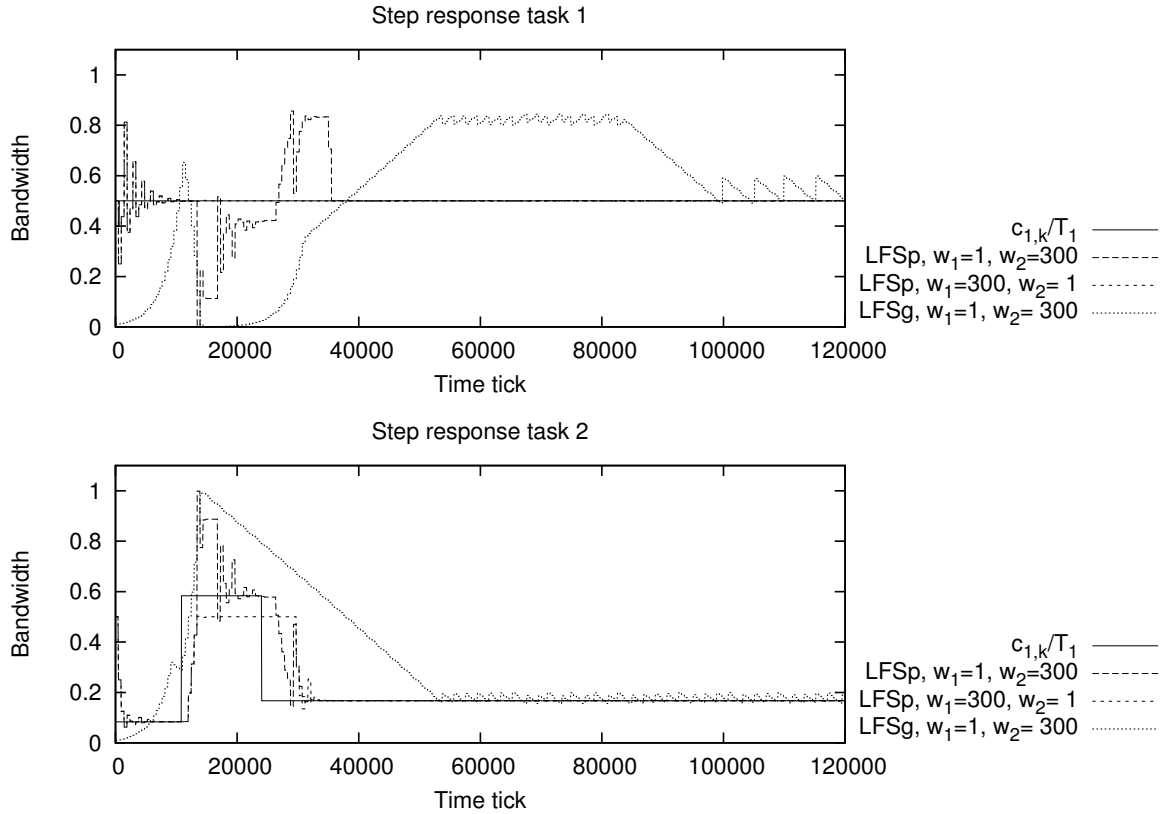 Step response task 1
1
0.8
0.6
0.4
0.2
0
Bandwidth
0 20000 40000 60000 80000 100000 120000
Time tick
c1,k/T1
LFSp, w1=1, w2=300
LFSp, w1=300, w2= 1
LFSg, w1=1, w2= 300
Step response task 2
1
0.8
0.6
0.4
0.2
0
Bandwidth
0 20000 40000 60000 80000 100000 120000
Time tick
c1,k/T1
LFSp, w1=1, w2=300
LFSp, w1=300, w2= 1
LFSg, w1=1, w2= 300